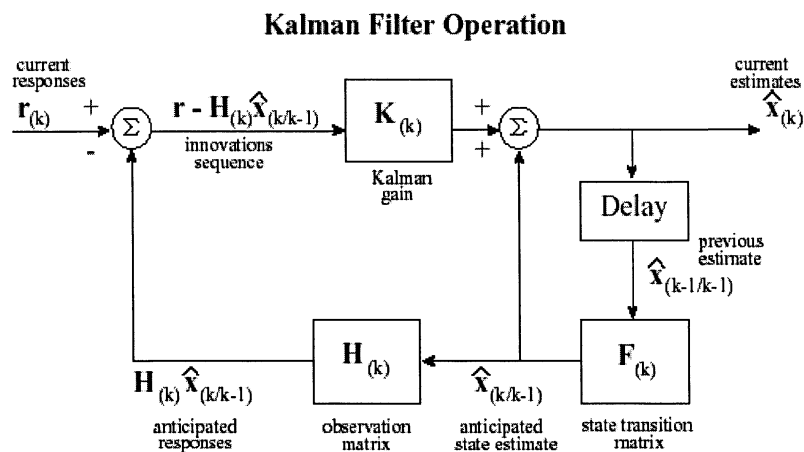 Kalman Filter Operation
current
responses
r(k)
+
-
Σ
r - H(k)x̂(k/k-1)
innovations
sequence
K(k)
Kalman
gain
+
+
Σ
current
estimates
x̂(k)
Delay
previous
estimate
x̂(k-1/k-1)
H(k) x̂(k/k-1)
anticipated
responses
H(k)
observation
matrix
x̂(k/k-1)
anticipated
state estimate
F(k)
state transition
matrix